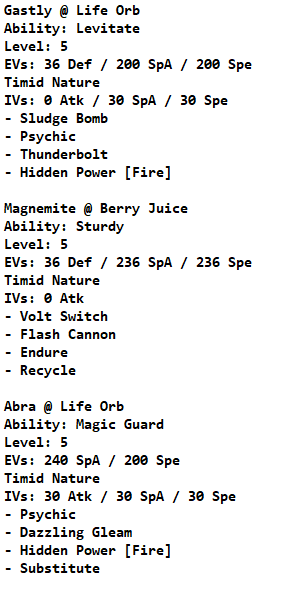 Gastly @ Life Orb
Ability: Levitate
Level: 5
EVs: 36 Def / 200 SpA / 200 Spe
Timid Nature
IVs: 0 Atk / 30 SpA / 30 Spe
- Sludge Bomb
- Psychic
- Thunderbolt
- Hidden Power [Fire]

Magnemite @ Berry Juice
Ability: Sturdy
Level: 5
EVs: 36 Def / 236 SpA / 236 Spe
Timid Nature
IVs: 0 Atk
- Volt Switch
- Flash Cannon
- Endure
- Recycle

Abra @ Life Orb
Ability: Magic Guard
Level: 5
EVs: 240 SpA / 200 Spe
Timid Nature
IVs: 30 Atk / 30 SpA / 30 Spe
- Psychic
- Dazzling Gleam
- Hidden Power [Fire]
- Substitute